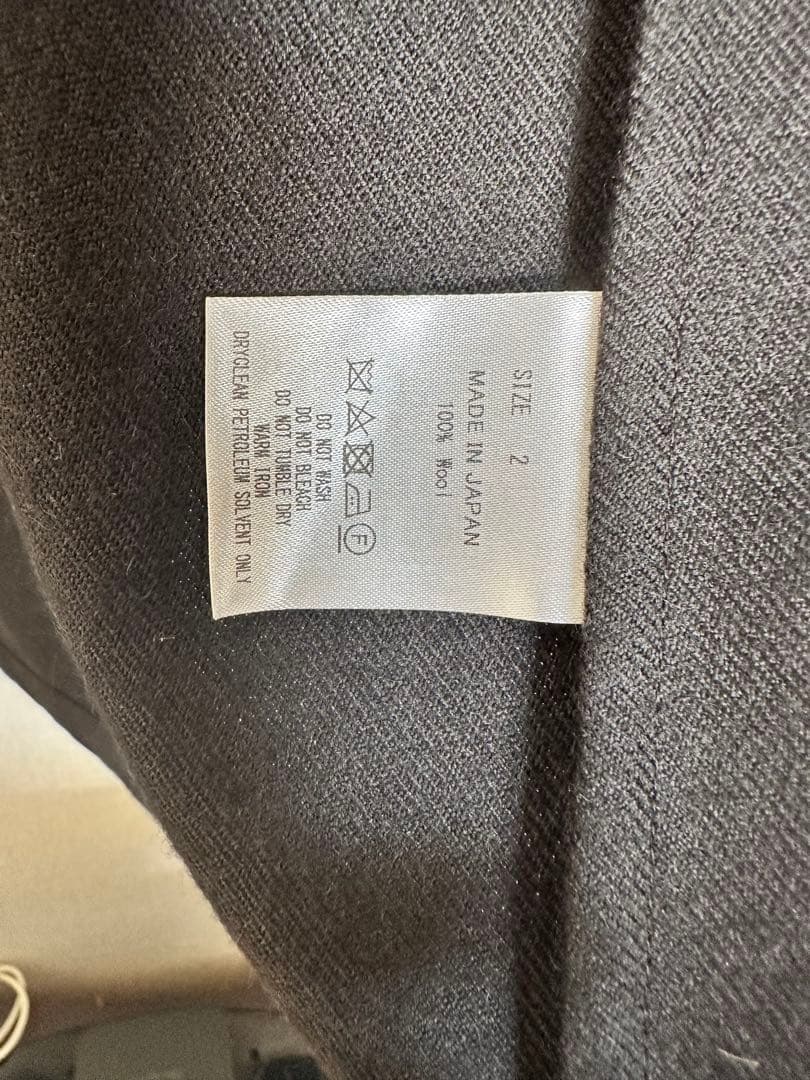 SIZE 2
MADE IN JAPAN
100% Wool
F
DO NOT WASH
DO NOT BLEACH
DO NOT TUMBLE DRY
WARM IRON
DRYCLEAN PETROLEUM SOLVENT ONLY